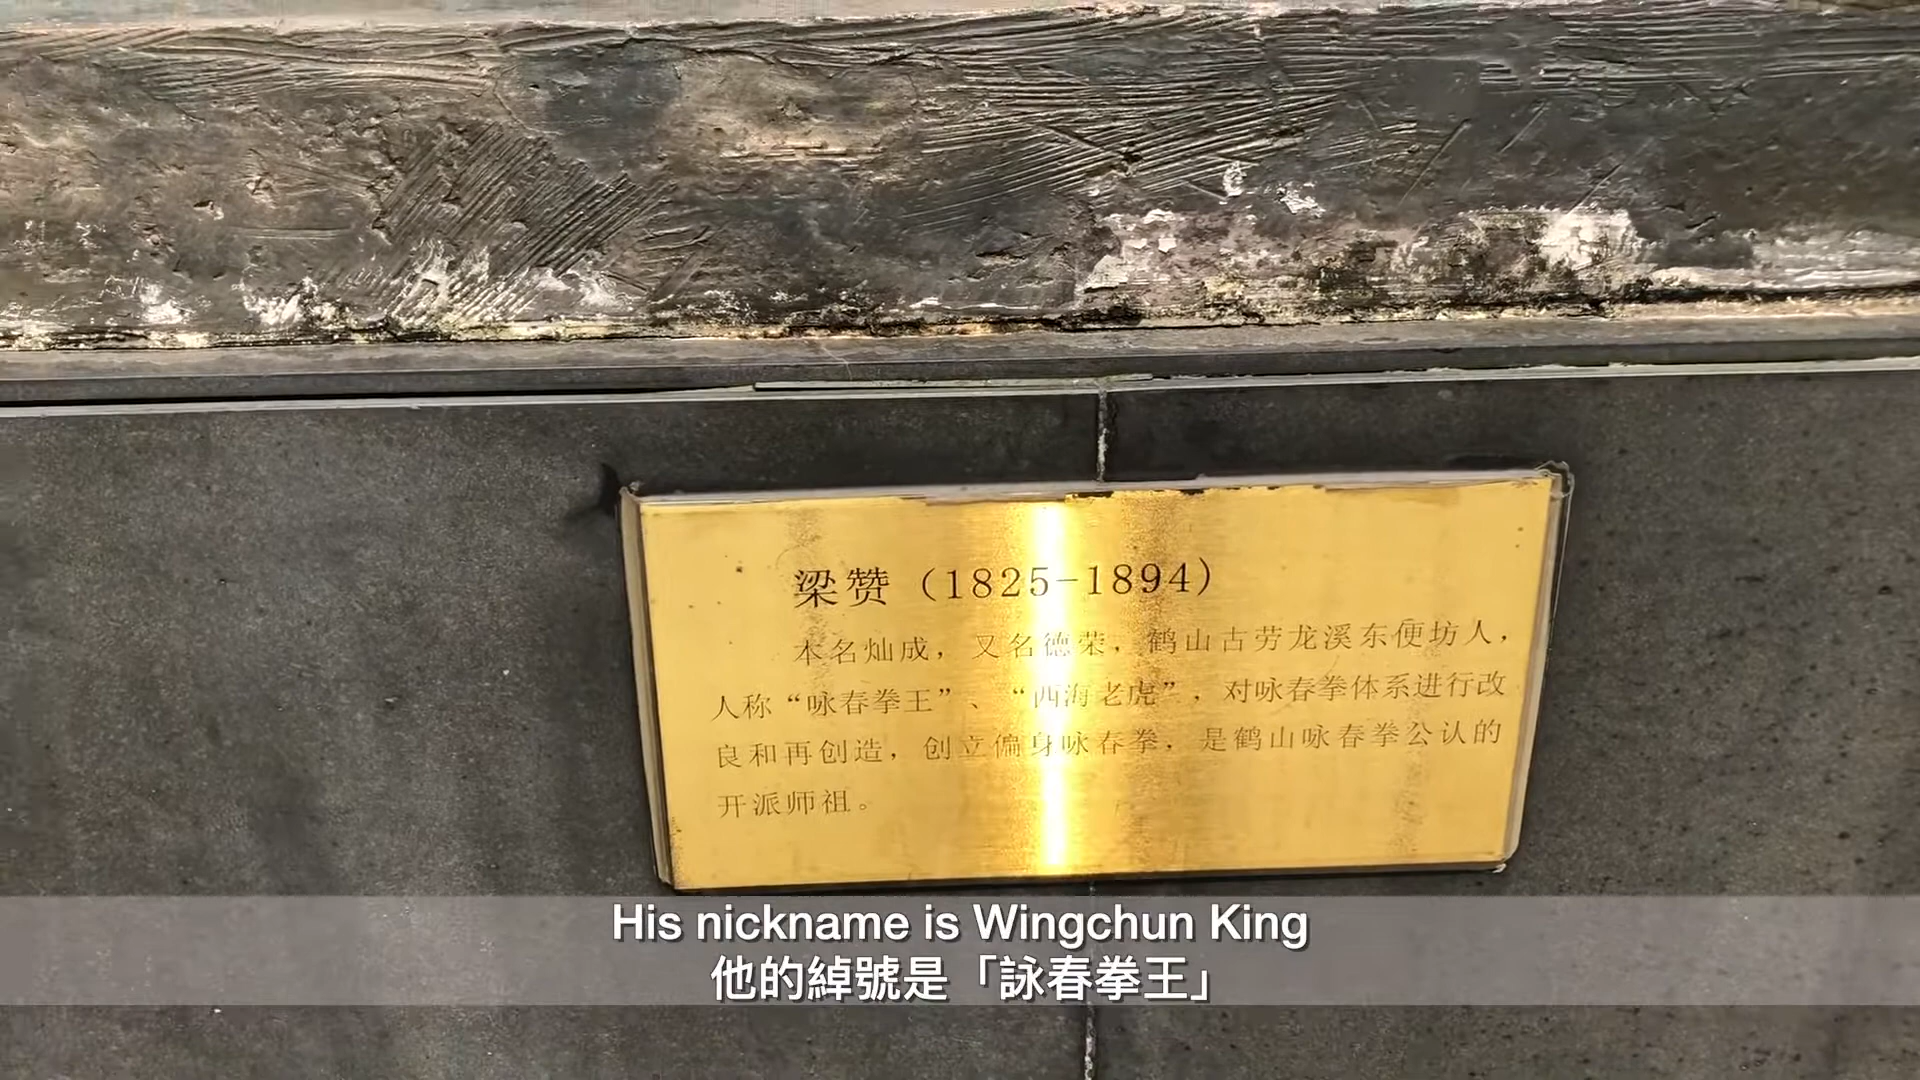 梁赞（1825-1894）
本名灿成，又名德荣，鹤山古劳龙溪东便坊人，
人称“咏春拳王”、“西海老虎”，对咏春拳体系进行改
良和再创造，创立偏身咏春拳，是鹤山咏春拳公认的
开派师祖。
His nickname is Wingchun King
他的綽號是「詠春拳王」